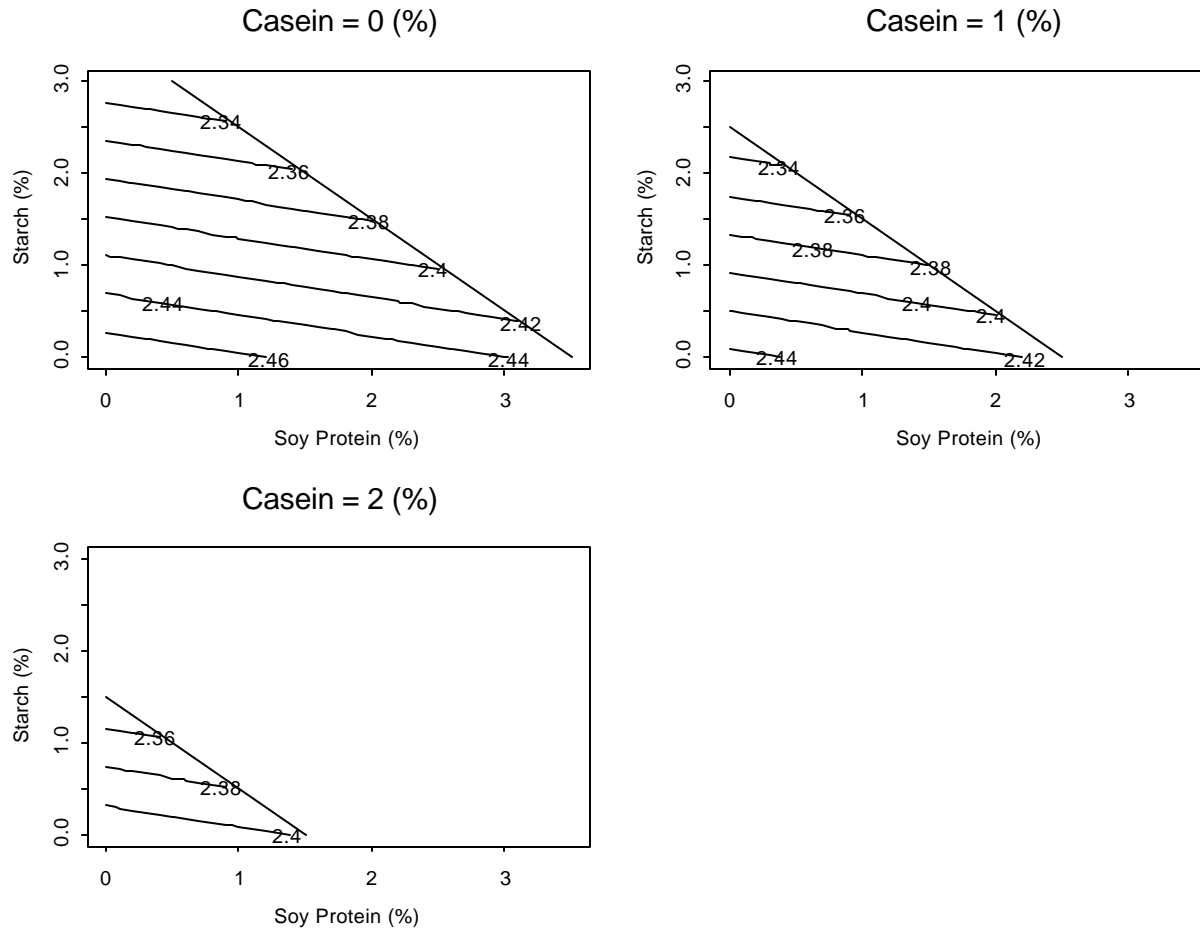 Casein = 0 (%)
Starch (%)
3.0
2.0
1.0
0.0
2.34
2.36
2.38
2.4
2.44
2.42
2.46
2.44
0 1 2 3
Soy Protein (%)
Casein = 1 (%)
Starch (%)
3.0
2.0
1.0
0.0
2.34
2.36
2.38
2.38
2.4
2.4
2.44
2.42
0 1 2 3
Soy Protein (%)
Casein = 2 (%)
Starch (%)
3.0
2.0
1.0
0.0
2.36
2.38
2.4
0 1 2 3
Soy Protein (%)